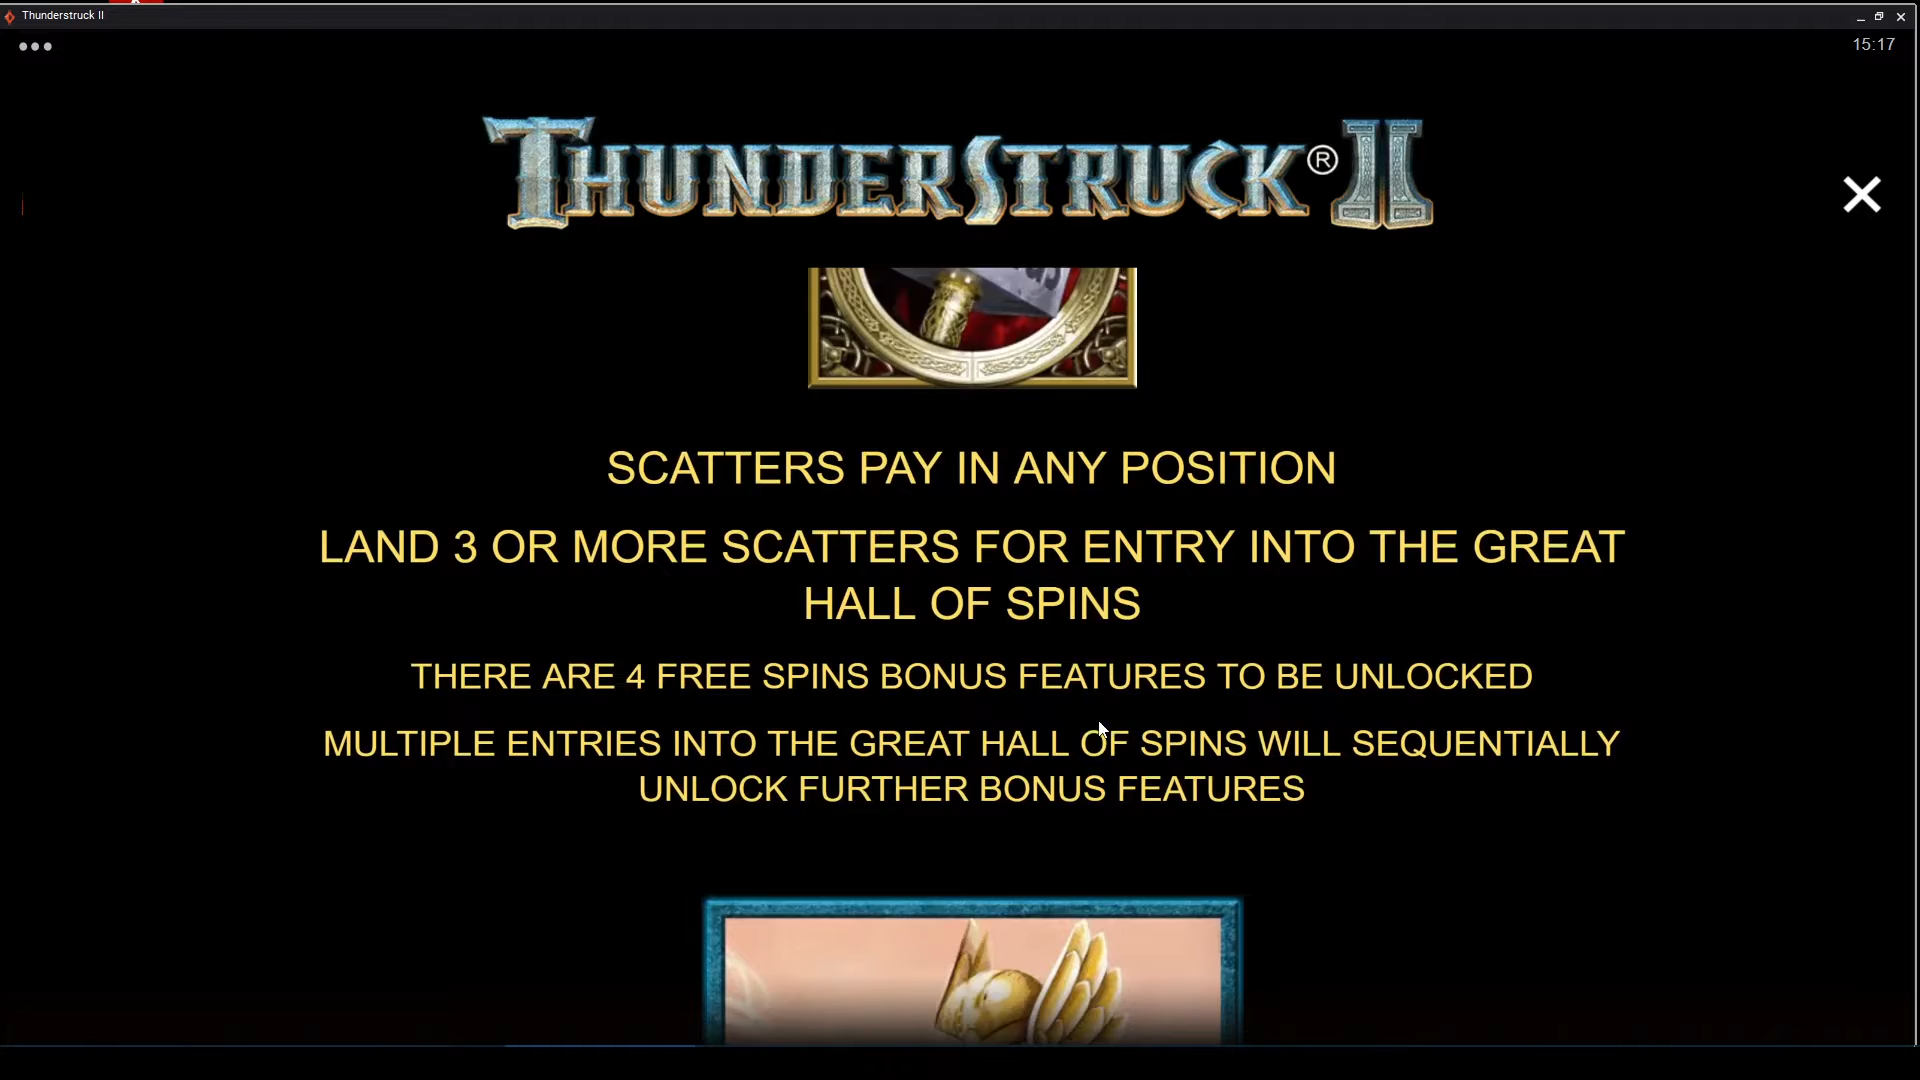 Thunderstruck II
15:17
THUNDERSTRUCK® II
SCATTERS PAY IN ANY POSITION
LAND 3 OR MORE SCATTERS FOR ENTRY INTO THE GREAT
HALL OF SPINS
THERE ARE 4 FREE SPINS BONUS FEATURES TO BE UNLOCKED
MULTIPLE ENTRIES INTO THE GREAT HALL OF SPINS WILL SEQUENTIALLY
UNLOCK FURTHER BONUS FEATURES